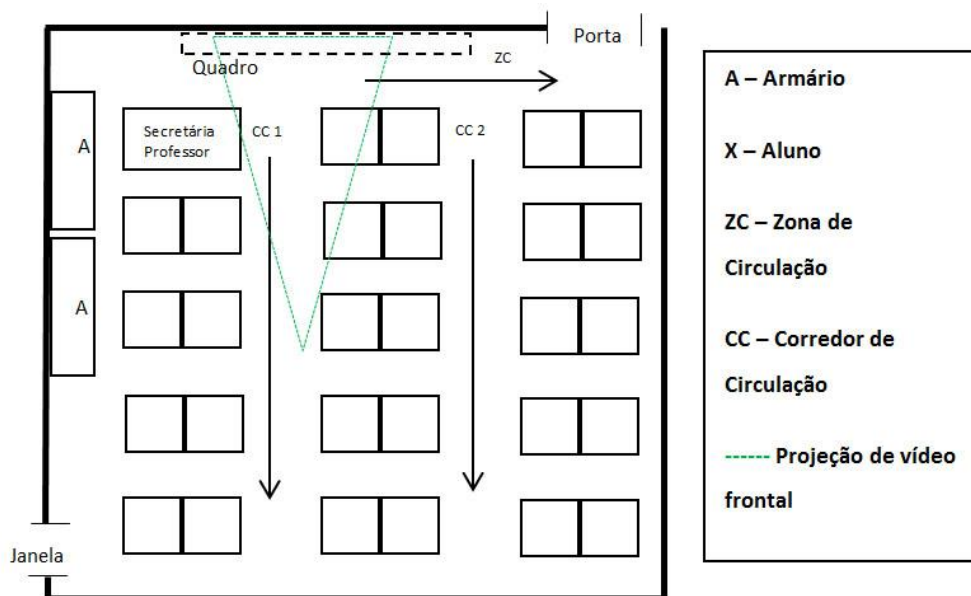 Porta
ZC
Quadro
A
Secretária
Professor
CC 1
CC 2
A
Janela
A – Armário
X – Aluno
ZC – Zona de
Circulação
CC – Corredor de
Circulação
------ Projeção de vídeo
frontal